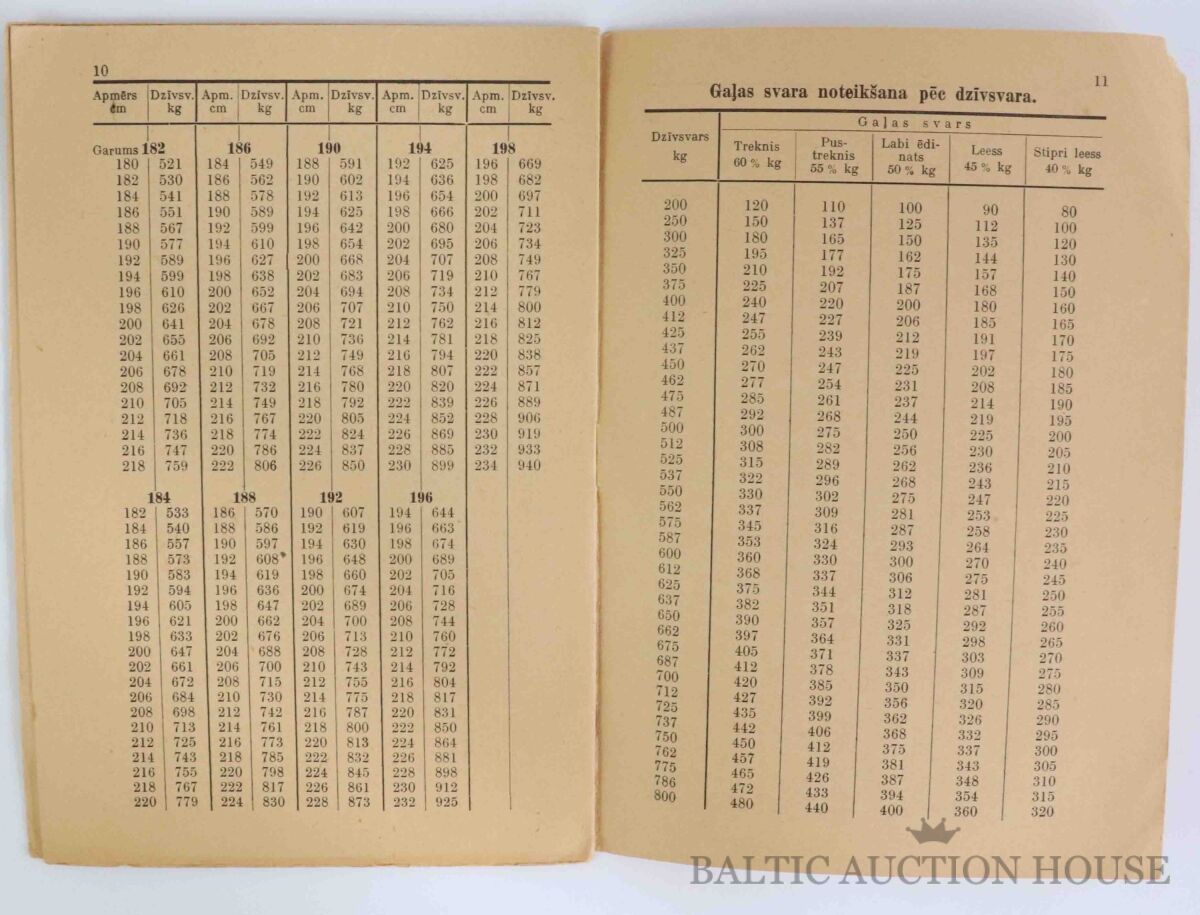 10
Apmērs Dzīvsv. Apm. Dzīvsv. Apm. Dzīvsv. Apm. Dzīvsv. Apm. Dzīvsv.
cm kg cm kg cm kg cm kg cm kg
Garums 182 186 190 194 198
180 521 184 549 188 591 192 625 196 669
182 530 186 562 190 602 194 636 198 682
184 541 188 578 192 613 196 654 200 697
186 551 190 589 194 625 198 666 202 711
188 567 192 599 196 642 200 680 204 723
190 577 194 610 198 654 202 695 206 734
192 589 196 627 200 668 204 707 208 749
194 599 198 638 202 683 206 719 210 767
196 610 200 652 204 694 208 734 212 779
198 626 202 667 206 707 210 750 214 800
200 641 204 678 208 721 212 762 216 812
202 655 206 692 210 736 214 781 218 825
204 661 208 705 212 749 216 794 220 838
206 678 210 719 214 768 218 807 222 857
208 692 212 732 216 780 220 820 224 871
210 705 214 749 218 792 222 839 226 889
212 718 216 767 220 805 224 852 228 906
214 736 218 774 222 824 226 869 230 919
216 747 220 786 224 837 228 885 232 933
218 759 222 806 226 850 230 899 234 940
184 188 192 196
182 533 186 570 190 607 194 644
184 540 188 586 192 619 196 663
186 557 190 597 194 630 198 674
188 573 192 608 196 648 200 689
190 583 194 619 198 660 202 705
192 594 196 636 200 674 204 716
194 605 198 647 202 689 206 728
196 621 200 662 204 700 208 744
198 633 202 676 206 713 210 760
200 647 204 688 208 728 212 772
202 661 206 700 210 743 214 792
204 672 208 715 212 755 216 804
206 684 210 730 214 775 218 817
208 698 212 742 216 787 220 831
210 713 214 761 218 800 222 850
212 725 216 773 220 813 224 864
214 743 218 785 222 832 226 881
216 755 220 798 224 845 228 898
218 767 222 817 226 861 230 912
220 779 224 830 228 873 232 925
11
Gaļas svara noteikšana pēc dzīvsvara.
Dzīvsvars
kg
Gaļas svars
Treknis
60 % kg
Pus-
treknis
55 % kg
Labi ēdi-
nats
50 % kg
Leess
45 % kg
Stipri leess
40 % kg
200 120 110 100 90 80
250 150 137 125 112 100
300 180 165 150 135 120
325 195 177 162 144 130
350 210 192 175 157 140
375 225 207 187 168 150
400 240 220 200 180 160
412 247 227 206 185 165
425 255 239 212 191 170
437 262 243 219 197 175
450 270 247 225 202 180
462 277 254 231 208 185
475 285 261 237 214 190
487 292 268 244 219 195
500 300 275 250 225 200
512 308 282 256 230 205
525 315 289 262 236 210
537 322 296 268 243 215
550 330 302 275 247 220
562 337 309 281 253 225
575 345 316 287 258 230
587 353 324 293 264 235
600 360 330 300 270 240
612 368 337 306 275 245
625 375 344 312 281 250
637 382 351 318 287 255
650 390 357 325 292 260
662 397 364 331 298 265
675 405 371 337 303 270
687 412 378 343 309 275
700 420 385 350 315 280
712 427 392 356 320 285
725 435 399 362 326 290
737 442 406 368 332 295
750 450 412 375 337 300
762 457 419 381 343 305
775 465 426 387 348 310
786 472 433 394 354 315
800 480 440 400 360 320
BALTIC AUCTION HOUSE